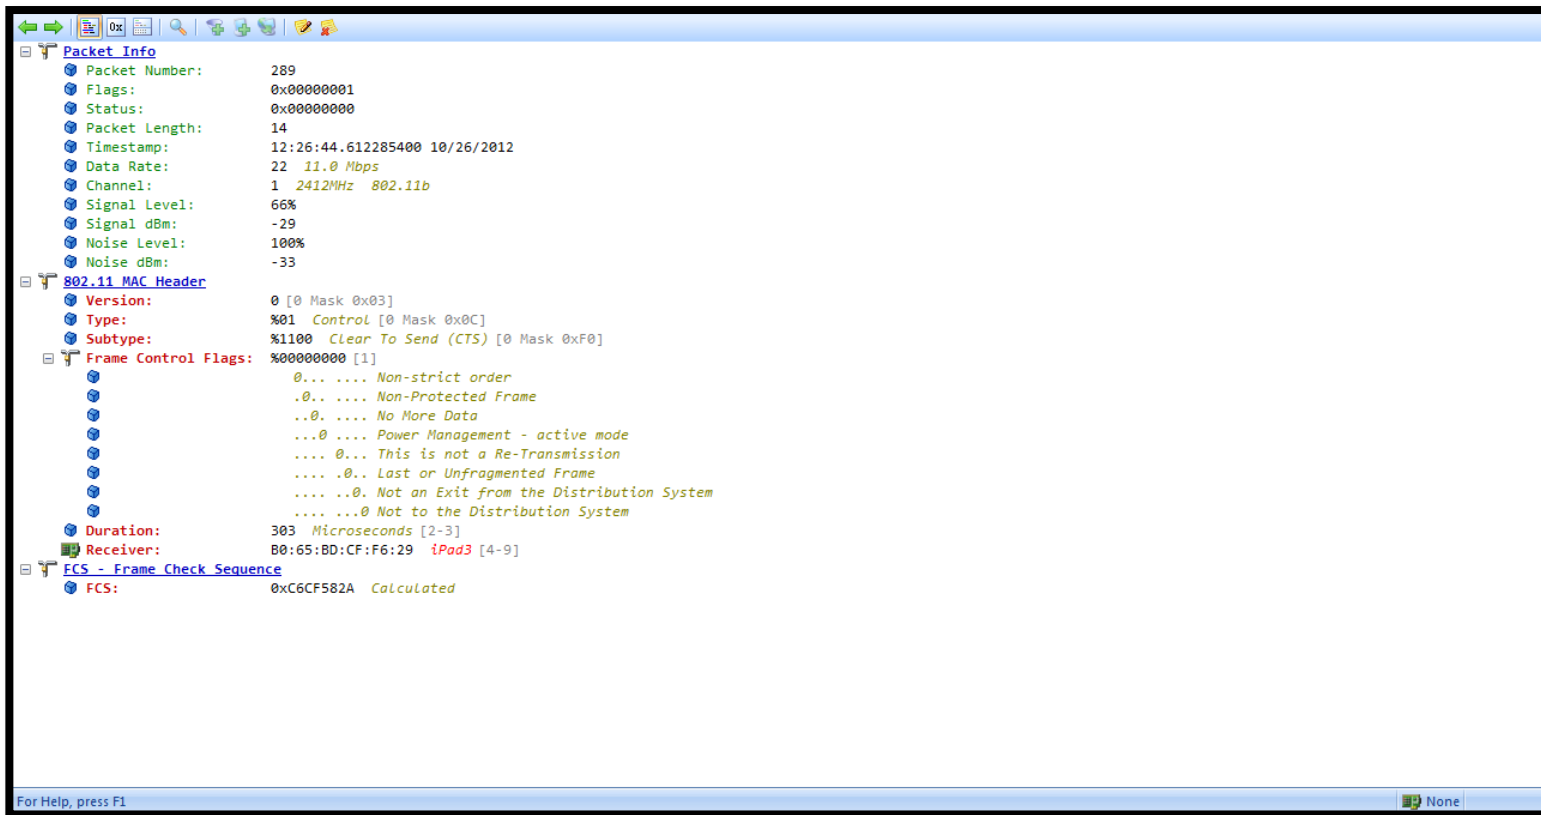 0x
Packet Info
Packet Number: 289
Flags: 0x00000001
Status: 0x00000000
Packet Length: 14
Timestamp: 12:26:44.612285400 10/26/2012
Data Rate: 22 11.0 Mbps
Channel: 1 2412MHz 802.11b
Signal Level: 66%
Signal dBm: -29
Noise Level: 100%
Noise dBm: -33
802.11 MAC Header
Version: 0 [0 Mask 0x03]
Type: %01 Control [0 Mask 0x0C]
Subtype: %1100 Clear To Send (CTS) [0 Mask 0xF0]
Frame Control Flags: %00000000 [1]
0... .... Non-strict order
.0.. .... Non-Protected Frame
..0. .... No More Data
...0 .... Power Management - active mode
.... 0... This is not a Re-Transmission
.... .0.. Last or Unfragmented Frame
.... ..0. Not an Exit from the Distribution System
.... ...0 Not to the Distribution System
Duration: 303 Microseconds [2-3]
Receiver: B0:65:BD:CF:F6:29 iPad3 [4-9]
FCS - Frame Check Sequence
FCS: 0xC6CF582A Calculated
For Help, press F1
None